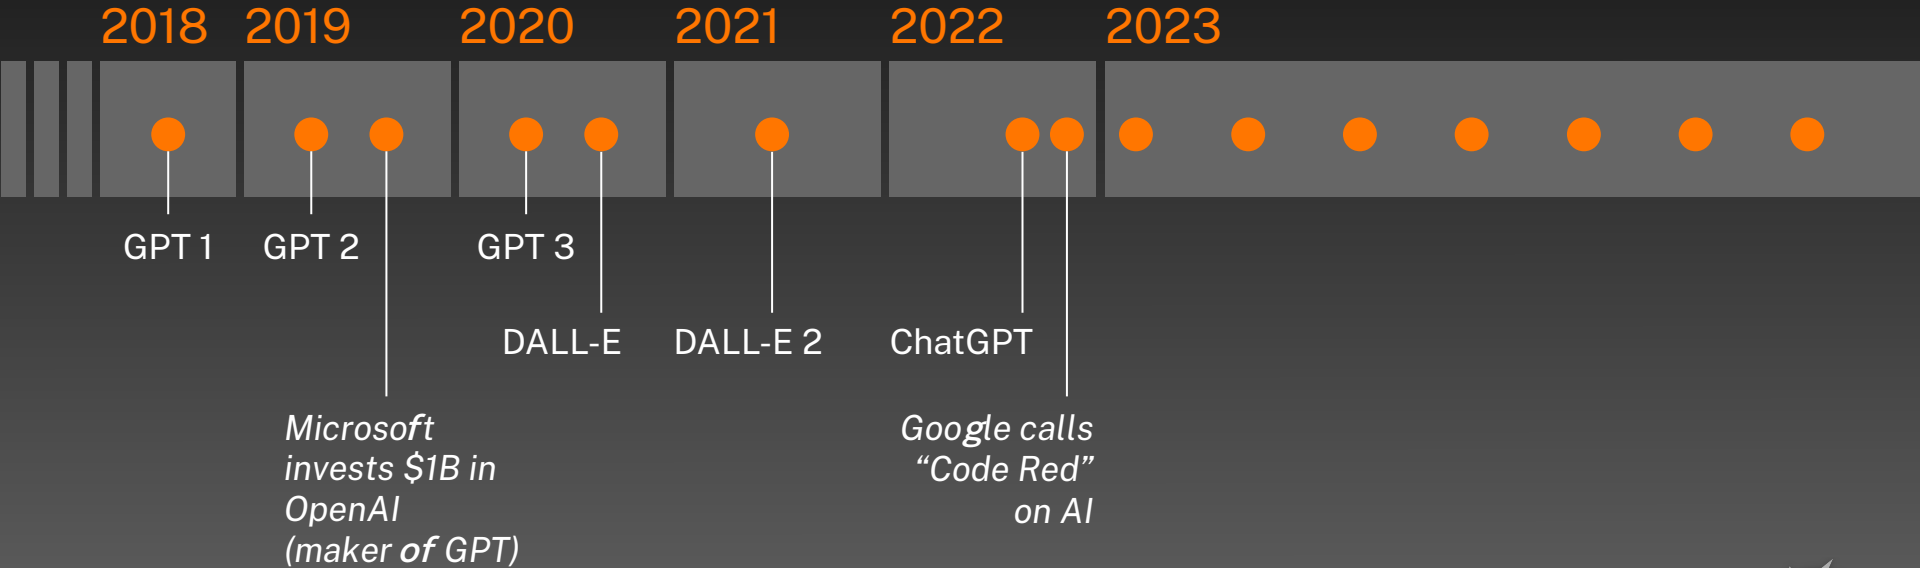 2018 2019 2020 2021 2022 2023
GPT 1 GPT 2 GPT 3
DALL-E DALL-E 2 ChatGPT
Microsoft
invests $1B in
OpenAI
(maker of GPT)
Google calls
“Code Red”
on AI